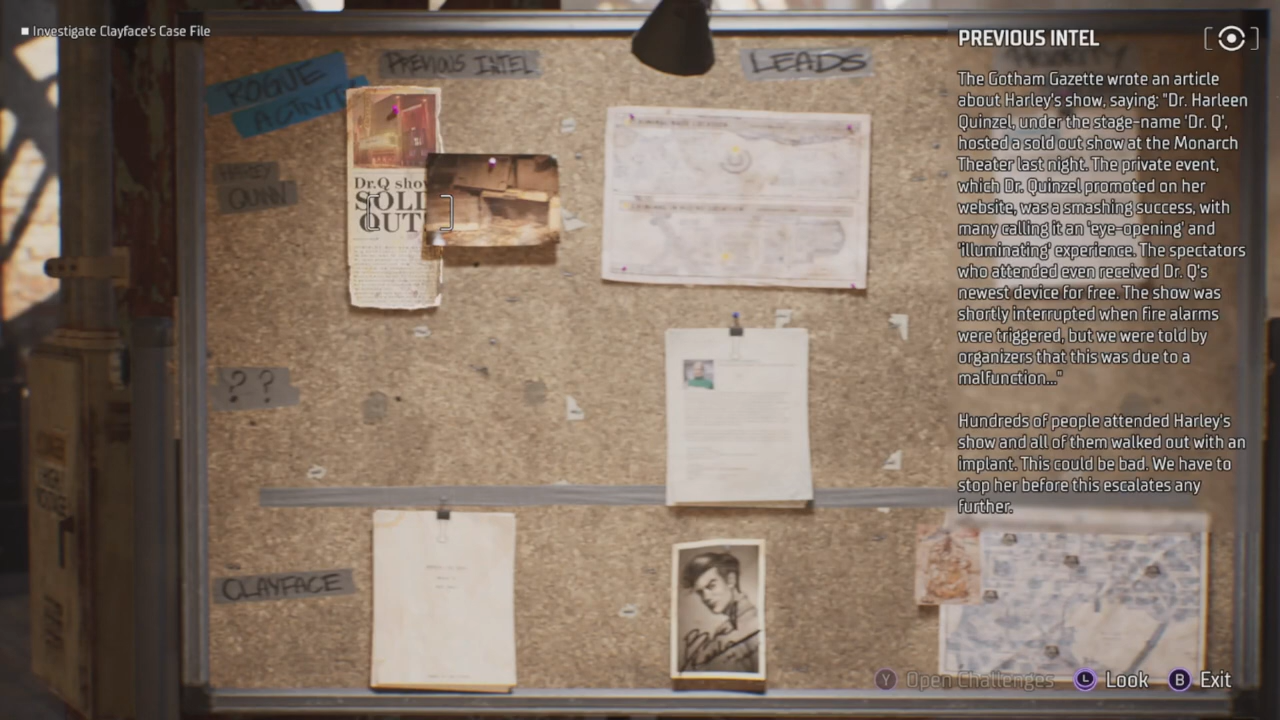 Investigate Clayface's Case File
PREVIOUS INTEL
LEADS
ROGUE
HARLEY
QUINN
Dr.Q show
SOLD
OUT
? ?
CLAYFACE
PREVIOUS INTEL
The Gotham Gazette wrote an article
about Harley's show, saying: "Dr. Harleen
Quinzel, under the stage-name 'Dr. Q',
hosted a sold out show at the Monarch
Theater last night. The private event,
which Dr. Quinzel promoted on her
website, was a smashing success, with
many calling it an 'eye-opening' and
'illuminating' experience. The spectators
who attended even received Dr. Q's
newest device for free. The show was
shortly interrupted when fire alarms
were triggered, but we were told by
organizers that this was due to a
malfunction..."
Hundreds of people attended Harley's
show and all of them walked out with an
implant. This could be bad. We have to
stop her before this escalates any
further.
Y Open Challenges L Look B Exit